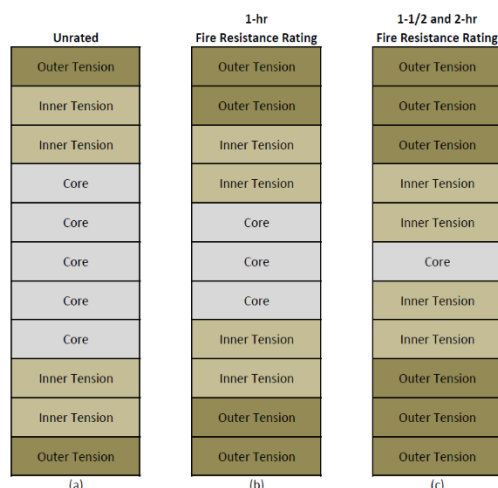 Unrated
Outer Tension
Inner Tension
Inner Tension
Core
Core
Core
Core
Core
Inner Tension
Inner Tension
Outer Tension
(a)
1-hr
Fire Resistance Rating
Outer Tension
Outer Tension
Inner Tension
Inner Tension
Core
Core
Core
Inner Tension
Inner Tension
Outer Tension
Outer Tension
(b)
1-1/2 and 2-hr
Fire Resistance Rating
Outer Tension
Outer Tension
Outer Tension
Inner Tension
Inner Tension
Core
Inner Tension
Inner Tension
Outer Tension
Outer Tension
Outer Tension
(c)